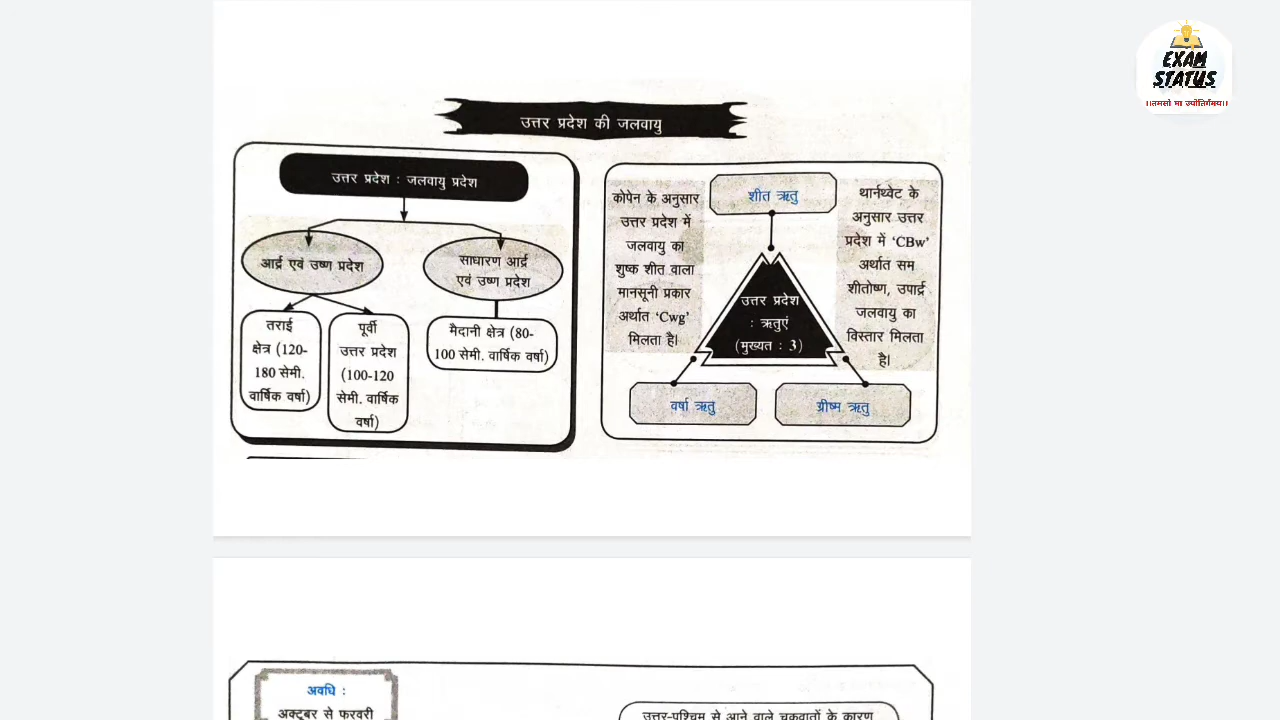 EXAM
STATUS
।।तमसो मा ज्योतिर्गमय।।
उत्तर प्रदेश की जलवायु
उत्तर प्रदेश : जलवायु प्रदेश
आर्द्र एवं उष्ण प्रदेश
साधारण आर्द्र
एवं उष्ण प्रदेश
तराई
क्षेत्र (120-
180 सेमी.
वार्षिक वर्षा)
पूर्वी
उत्तर प्रदेश
(100-120
सेमी. वार्षिक
वर्षा)
मैदानी क्षेत्र (80-
100 सेमी. वार्षिक वर्षा)
कोपेन के अनुसार
उत्तर प्रदेश में
जलवायु का
शुष्क शीत वाला
मानसूनी प्रकार
अर्थात ‘Cwg’
मिलता है।
शीत ऋतु
उत्तर प्रदेश
: ऋतुएं
(मुख्यत : 3)
वर्षा ऋतु
ग्रीष्म ऋतु
थार्नथ्वेट के
अनुसार उत्तर
प्रदेश में ‘CBw’
अर्थात सम
शीतोष्ण, उपार्द्र
जलवायु का
विस्तार मिलता
है।
अवधि :
अक्टूबर से फरवरी
उत्तर-पश्चिम से आने वाले चक्रवातों के कारण